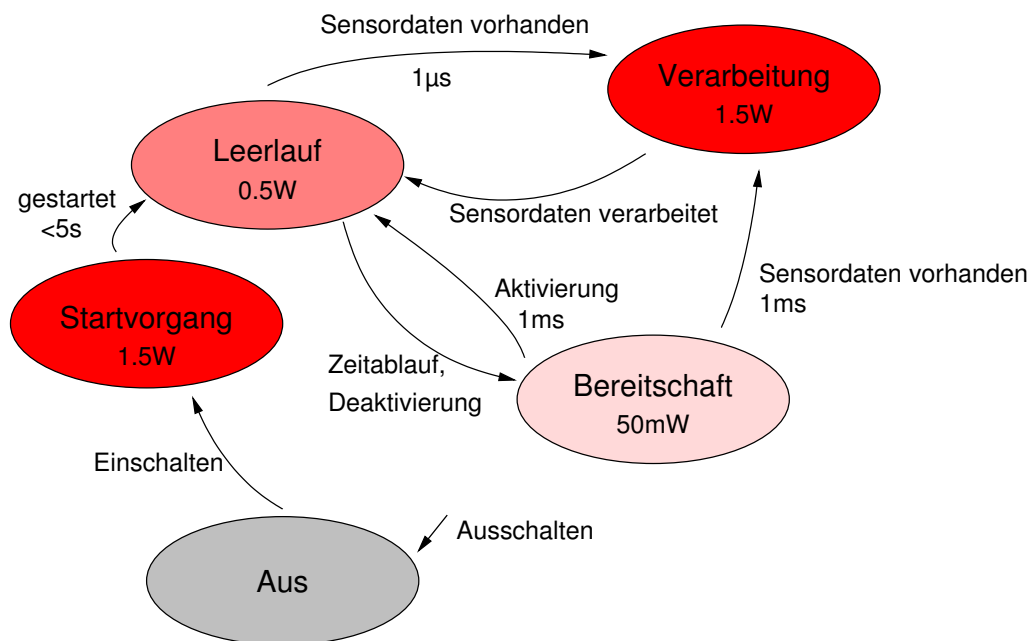 Sensordaten vorhanden
1µs
Verarbeitung
1.5W
Leerlauf
0.5W
gestartet
<5s
Sensordaten verarbeitet
Sensordaten vorhanden
1ms
Aktivierung
1ms
Startvorgang
1.5W
Zeitablauf,
Deaktivierung
Bereitschaft
50mW
Einschalten
Ausschalten
Aus